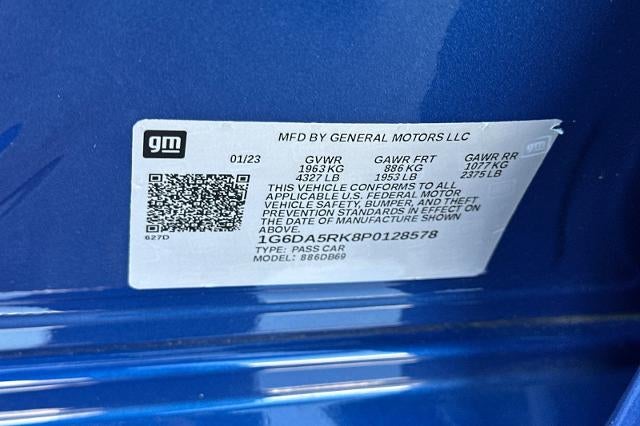 gm
MFD BY GENERAL MOTORS LLC
01/23 GVWR GAWR FRT GAWR RR
1963 KG 886 KG 1077 KG
4327 LB 1953 LB 2375 LB
THIS VEHICLE CONFORMS TO ALL
APPLICABLE U.S. FEDERAL MOTOR
VEHICLE SAFETY, BUMPER, AND THEFT
PREVENTION STANDARDS IN EFFECT ON
THE DATE OF MANUFACTURE SHOWN
ABOVE.
627D
1G6DA5RK8P0128578
TYPE: PASS CAR
MODEL: 886DB69